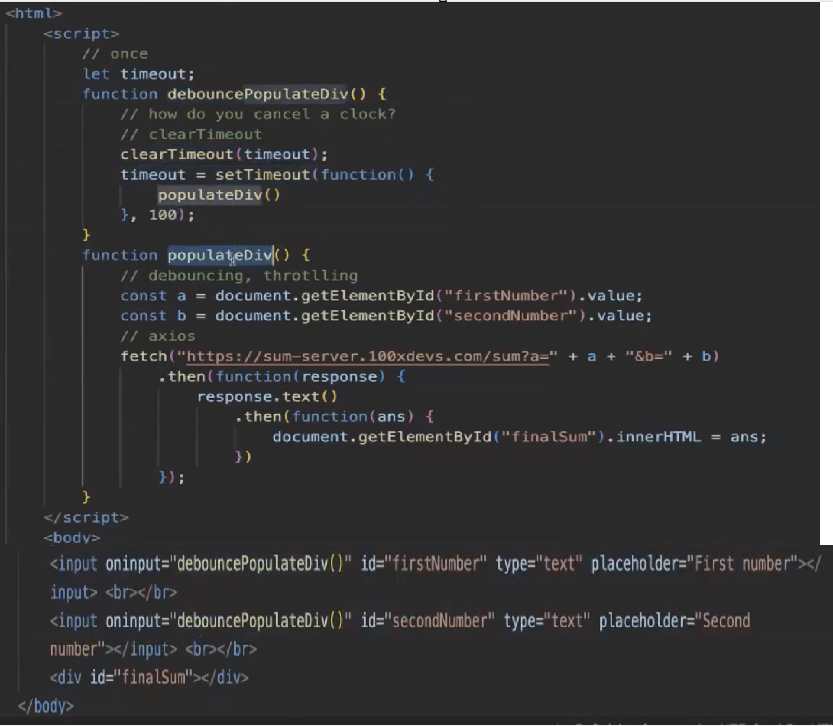 <html>
<script>
// once
let timeout;
function debouncePopulateDiv() {
// how do you cancel a clock?
// clearTimeout
clearTimeout(timeout);
timeout = setTimeout(function() {
populateDiv()
}, 100);
}
function populateDiv() {
// debouncing, throtlling
const a = document.getElementById("firstNumber").value;
const b = document.getElementById("secondNumber").value;
// axios
fetch("https://sum-server.100xdevs.com/sum?a=" + a + "&b=" + b)
.then(function(response) {
response.text()
.then(function(ans) {
document.getElementById("finalSum").innerHTML = ans;
})
});
}
</script>
<body>
<input oninput="debouncePopulateDiv()" id="firstNumber" type="text" placeholder="First number"></
input> <br></br>
<input oninput="debouncePopulateDiv()" id="secondNumber" type="text" placeholder="Second
number"></input> <br></br>
<div id="finalSum"></div>
</body>